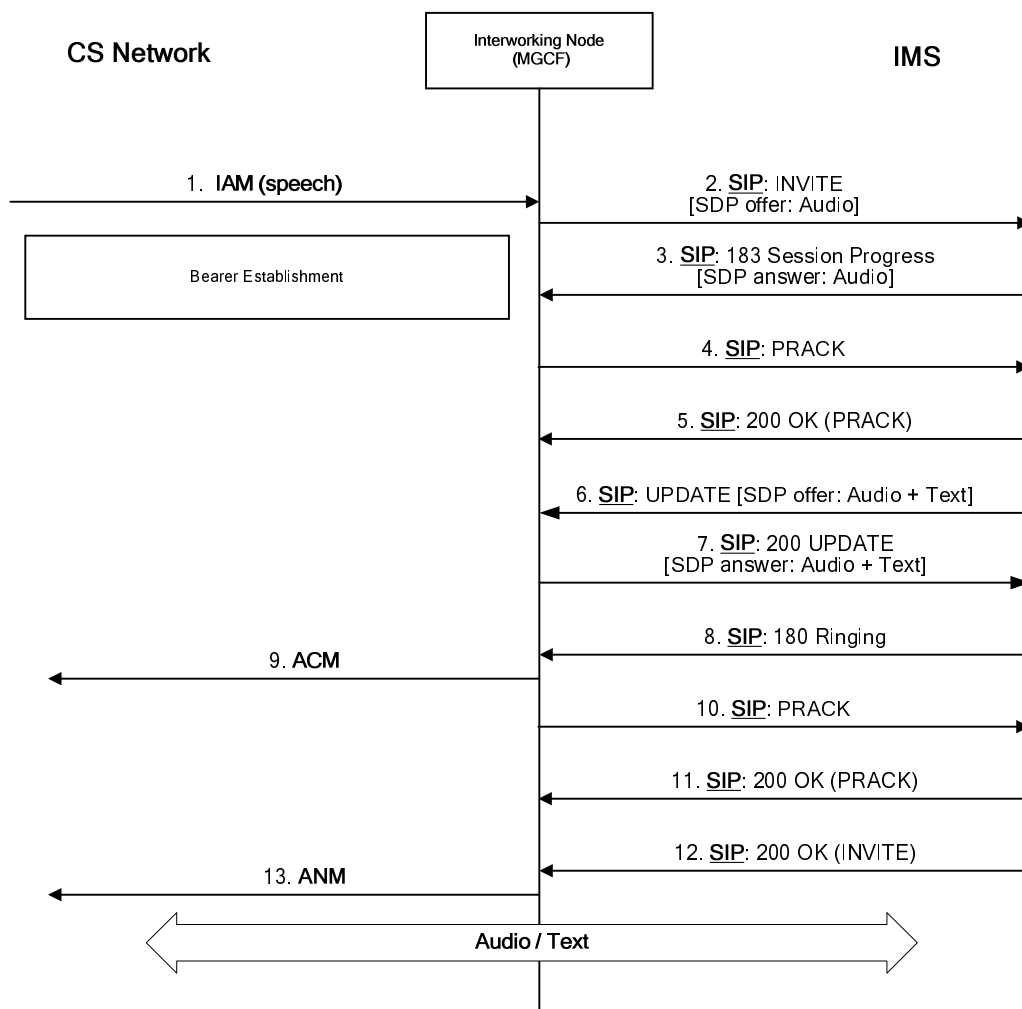 CS Network
Interworking Node
(MGCF)
IMS
1. IAM (speech)
2. SIP: INVITE
[SDP offer: Audio]
3. SIP: 183 Session Progress
[SDP answer: Audio]
Bearer Establishment
4. SIP: PRACK
5. SIP: 200 OK (PRACK)
6. SIP: UPDATE [SDP offer: Audio + Text]
7. SIP: 200 UPDATE
[SDP answer: Audio + Text]
8. SIP: 180 Ringing
9. ACM
10. SIP: PRACK
11. SIP: 200 OK (PRACK)
12. SIP: 200 OK (INVITE)
13. ANM
Audio / Text